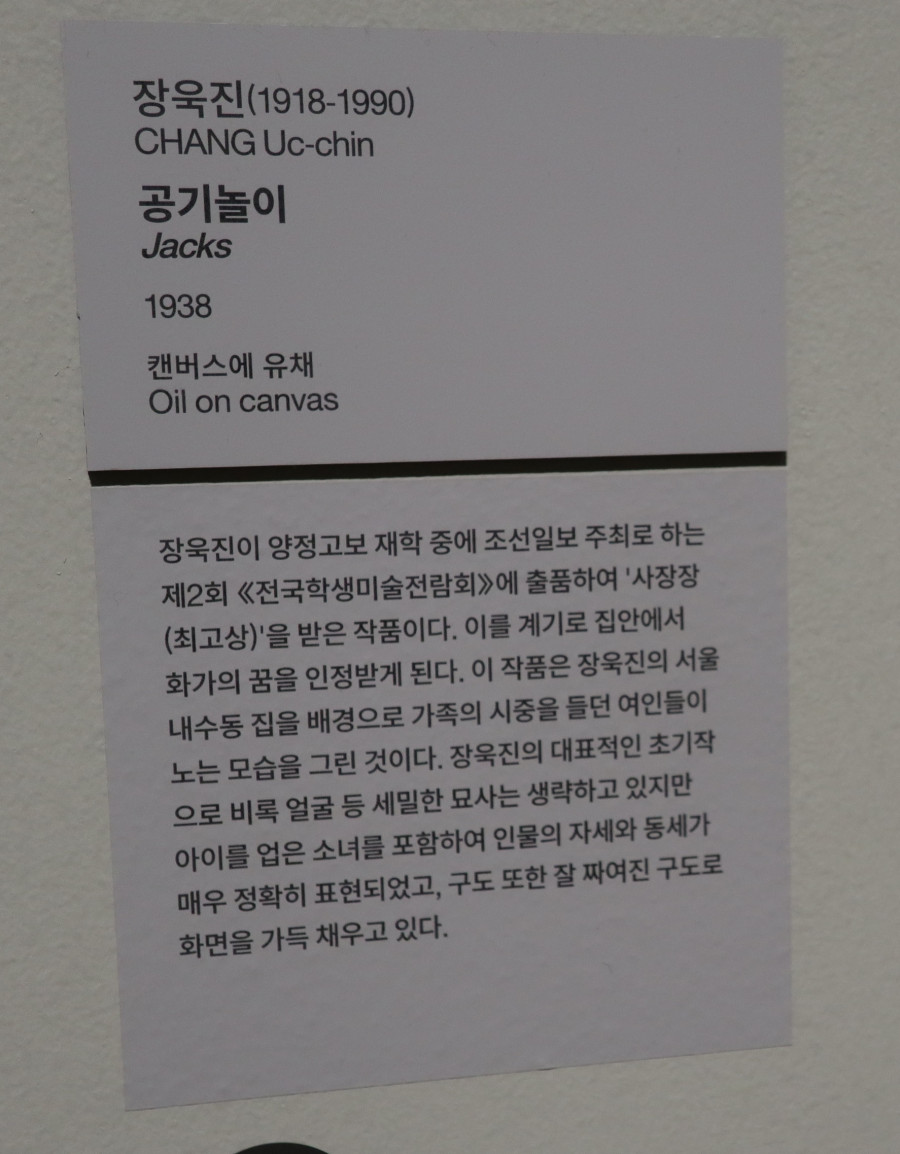 장욱진(1918-1990)
CHANG Uc-chin
공기놀이
Jacks
1938
캔버스에 유채
Oil on canvas
장욱진이 양정고보 재학 중에 조선일보 주최로 하는
제2회 《전국학생미술전람회》에 출품하여 '사장장
(최고상)'을 받은 작품이다. 이를 계기로 집안에서
화가의 꿈을 인정받게 된다. 이 작품은 장욱진의 서울
내수동 집을 배경으로 가족의 시중을 들던 여인들이
노는 모습을 그린 것이다. 장욱진의 대표적인 초기작
으로 비록 얼굴 등 세밀한 묘사는 생략하고 있지만
아이를 업은 소녀를 포함하여 인물의 자세와 동세가
매우 정확히 표현되었고, 구도 또한 잘 짜여진 구도로
화면을 가득 채우고 있다.